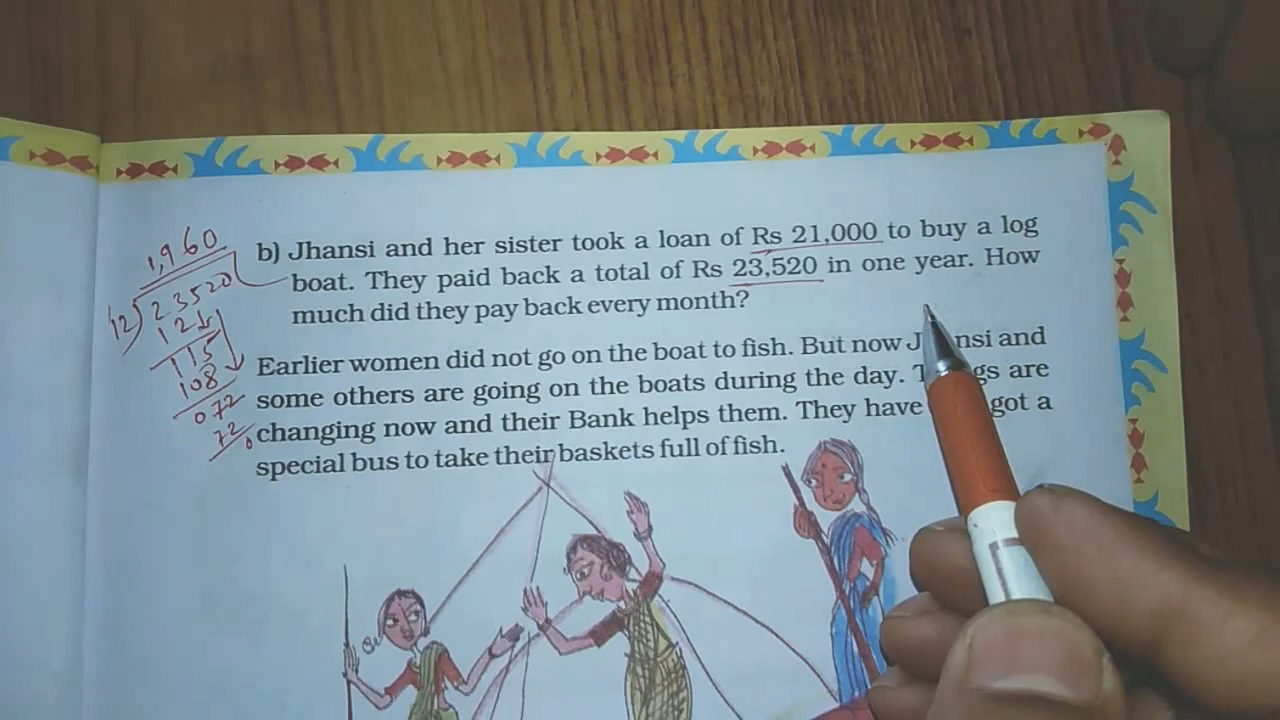 1,960
12) 23520
12
115
108
072
72
0
b) Jhansi and her sister took a loan of Rs 21,000 to buy a log
boat. They paid back a total of Rs 23,520 in one year. How
much did they pay back every month?
Earlier women did not go on the boat to fish. But now J nsi and
some others are going on the boats during the day. T gs are
changing now and their Bank helps them. They have got a
special bus to take their baskets full of fish.